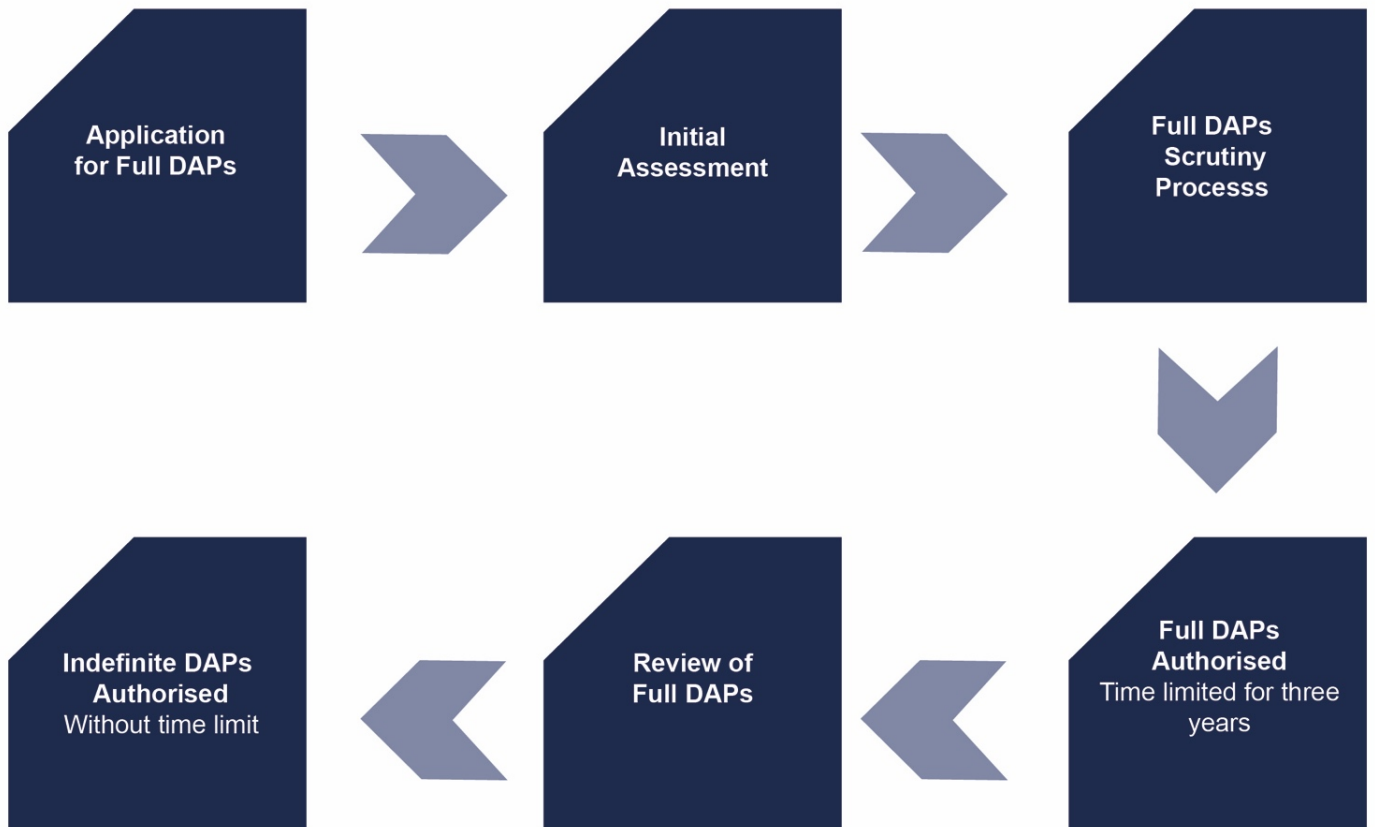 Application
for Full DAPs
Initial
Assessment
Full DAPs
Scrutiny
Processs
Full DAPs
Authorised
Time limited for three
years
Review of
Full DAPs
Indefinite DAPs
Authorised
Without time limit